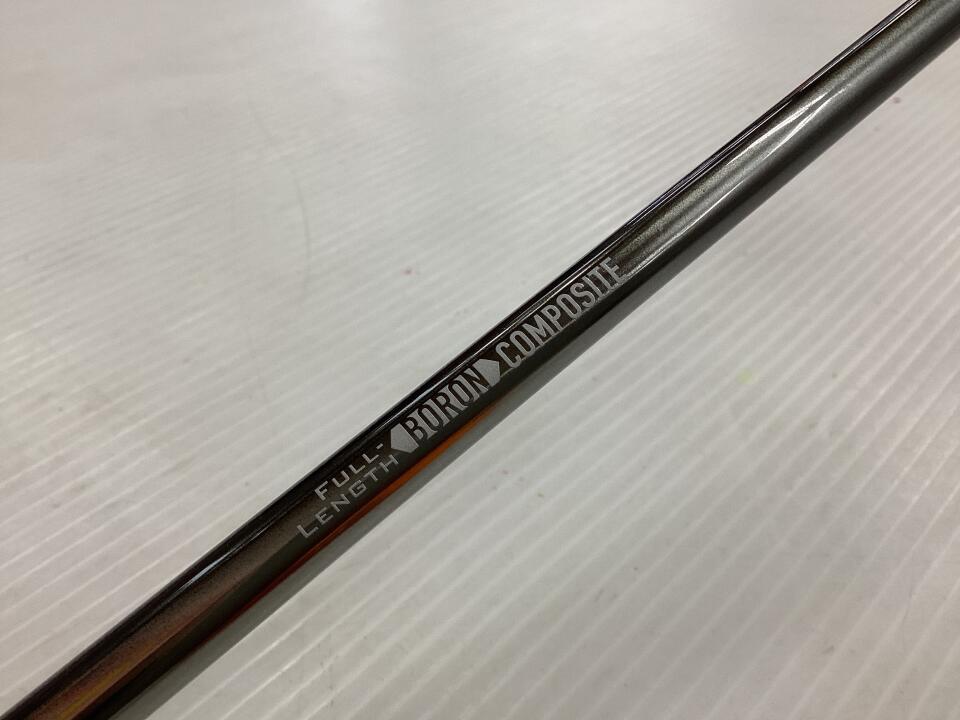 FULL-
LENGTH
BORON
COMPOSITE